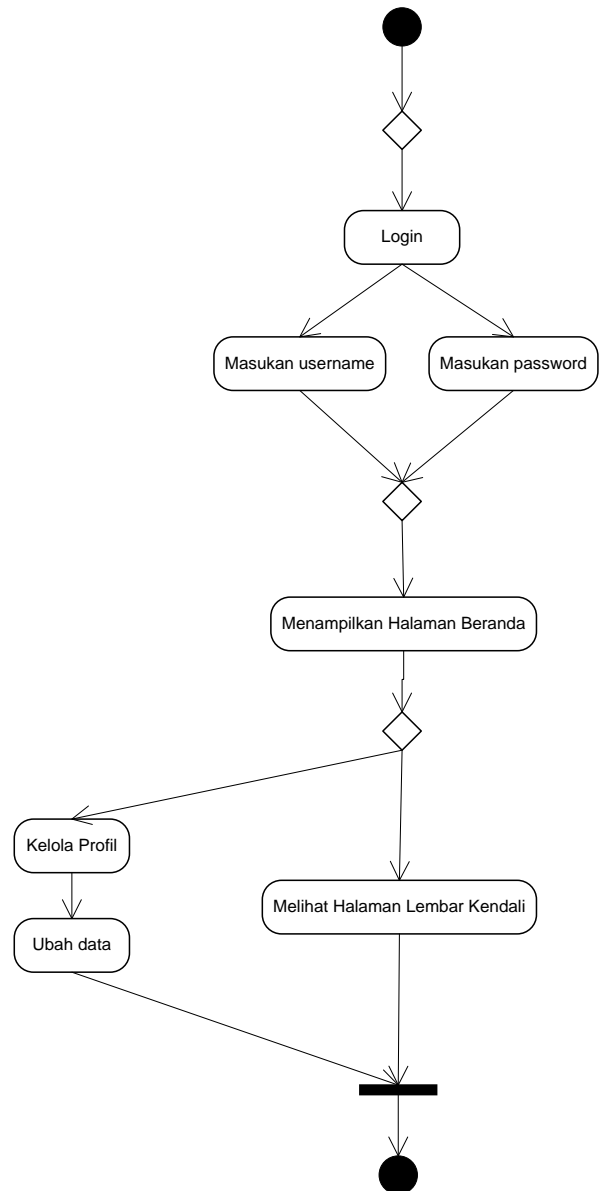 Login
Masukan username
Masukan password
Menampilkan Halaman Beranda
Kelola Profil
Melihat Halaman Lembar Kendali
Ubah data